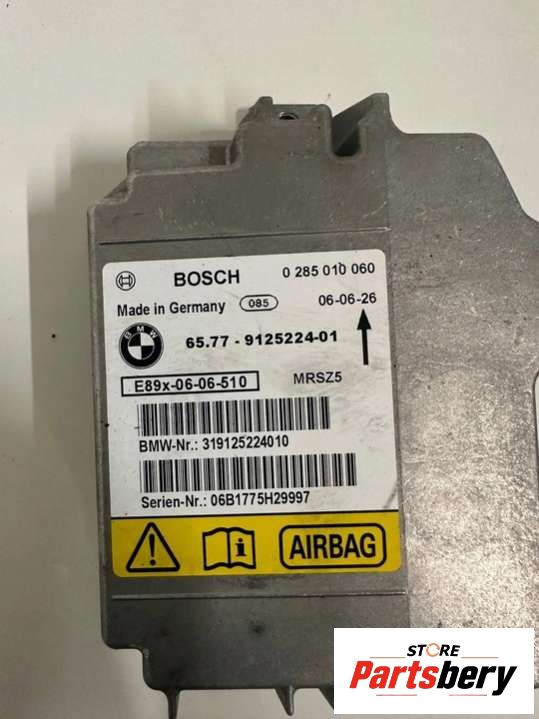 BOSCH 0 285 010 060
Made in Germany 085 06-06-26
BMW 65.77 - 9125224-01
E89x-06-06-510 MRSZ5
BMW-Nr.: 319125224010
Serien-Nr.: 06B1775H29997
AIRBAG
STORE
Partsbery